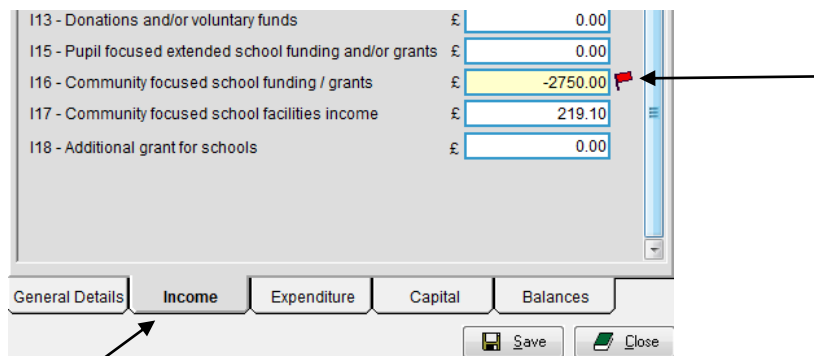 I13 - Donations and/or voluntary funds £ 0.00
I15 - Pupil focused extended school funding and/or grants £ 0.00
I16 - Community focused school funding / grants £ -2750.00
I17 - Community focused school facilities income £ 219.10
I18 - Additional grant for schools £ 0.00
General Details Income Expenditure Capital Balances
Save Close